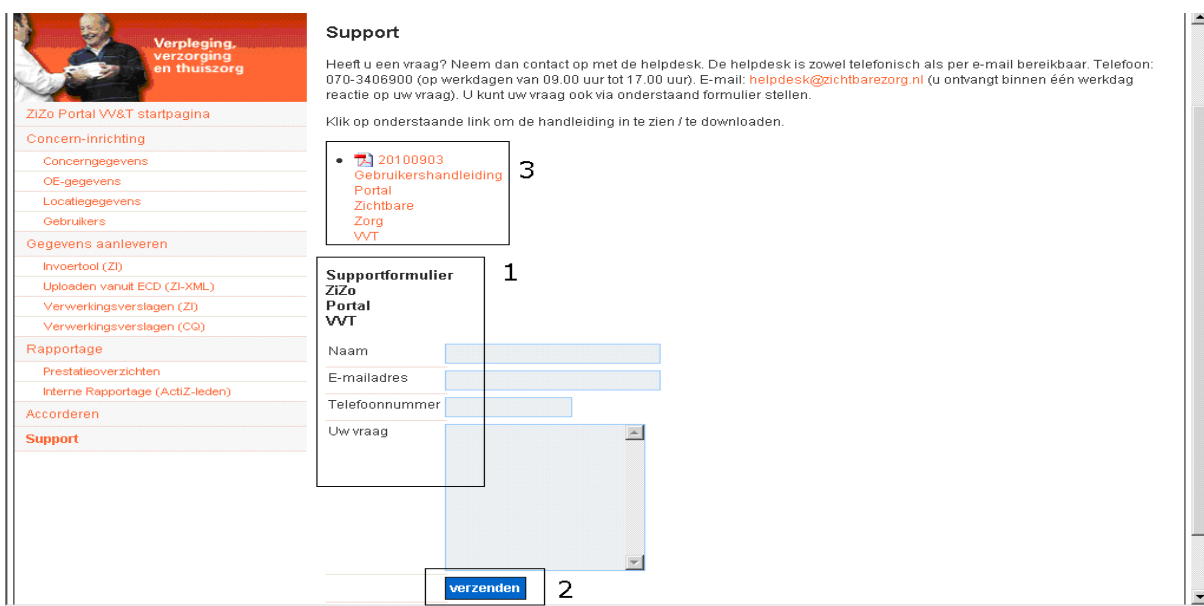 Verpleging,
verzorging
en thuiszorg
ZiZo Portal VV&T startpagina
Concern-inrichting
Concerngegevens
OE-gegevens
Locatiegegevens
Gebruikers
Gegevens aanleveren
Invoertool (ZI)
Uploaden vanuit ECD (ZI-XML)
Verwerkingsverslagen (ZI)
Verwerkingsverslagen (CQ)
Rapportage
Prestatieoverzichten
Interne Rapportage (ActiZ-leden)
Accorderen
Support
Support
Heeft u een vraag? Neem dan contact op met de helpdesk. De helpdesk is zowel telefonisch als per e-mail bereikbaar. Telefoon:
070-3406900 (op werkdagen van 09.00 uur tot 17.00 uur). E-mail: helpdesk@zichtbarezorg.nl (u ontvangt binnen één werkdag
reactie op uw vraag). U kunt uw vraag ook via onderstaand formulier stellen.
Klik op onderstaande link om de handleiding in te zien / te downloaden.
• 20100903
Gebruikershandleiding
Portal
Zichtbare
Zorg
VVT
3
Supportformulier
ZiZo
Portal
VVT
1
Naam
E-mailadres
Telefoonnummer
Uw vraag
verzenden
2